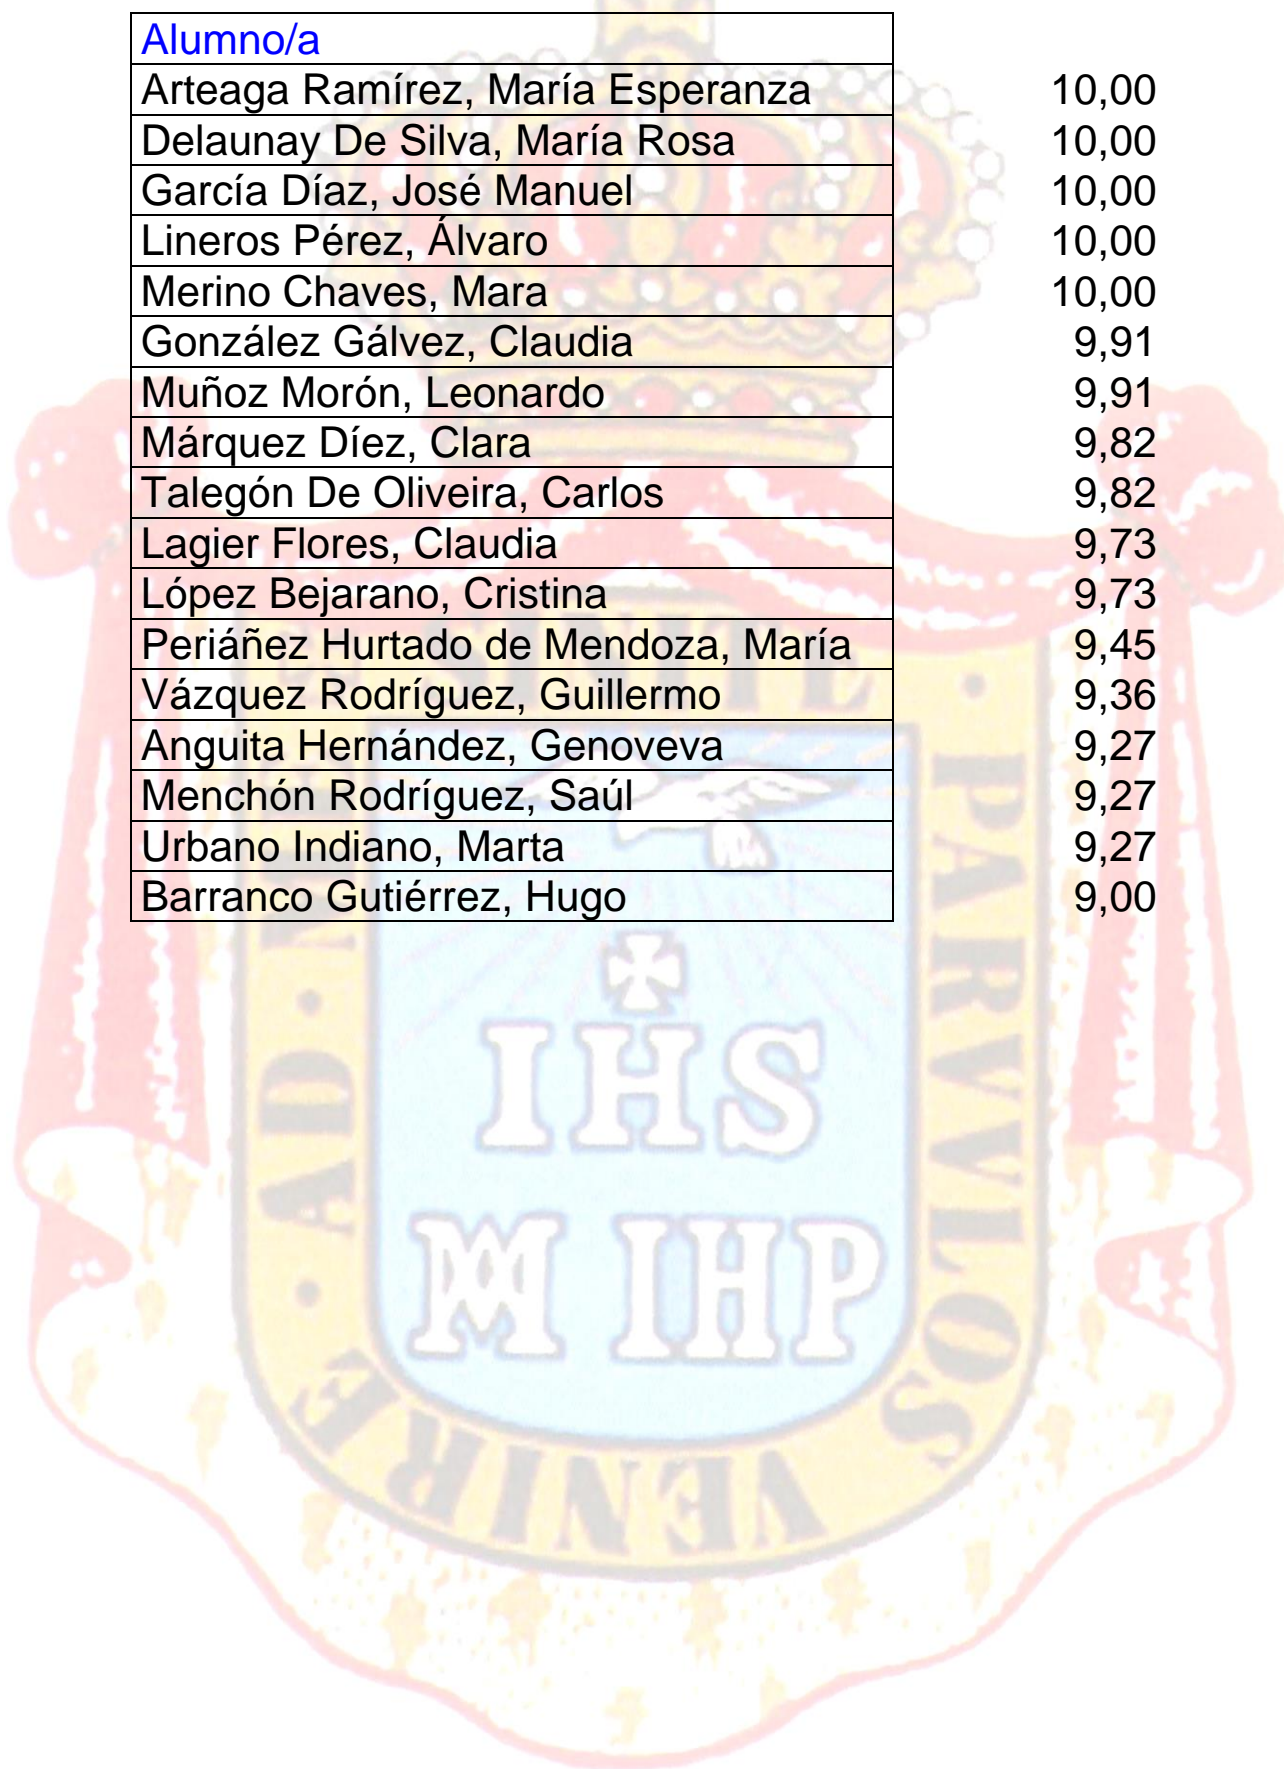 Alumno/a
Arteaga Ramírez, María Esperanza 10,00
Delaunay De Silva, María Rosa 10,00
García Díaz, José Manuel 10,00
Lineros Pérez, Álvaro 10,00
Merino Chaves, Mara 10,00
González Gálvez, Claudia 9,91
Muñoz Morón, Leonardo 9,91
Márquez Díez, Clara 9,82
Talegón De Oliveira, Carlos 9,82
Lagier Flores, Claudia 9,73
López Bejarano, Cristina 9,73
Periáñez Hurtado de Mendoza, María 9,45
Vázquez Rodríguez, Guillermo 9,36
Anguita Hernández, Genoveva 9,27
Menchón Rodríguez, Saúl 9,27
Urbano Indiano, Marta 9,27
Barranco Gutiérrez, Hugo 9,00
SINITE · PARVVLOS VENIRE · AD ·
IHS
M IHP